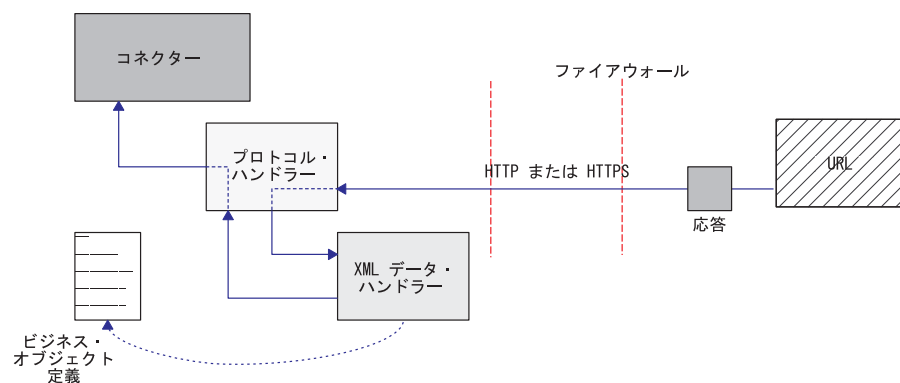 コネクター
ファイアウォール
プロトコル・
ハンドラー
HTTP または HTTPS
URL
応答
XML データ・
ハンドラー
ビジネス・
オブジェクト
定義